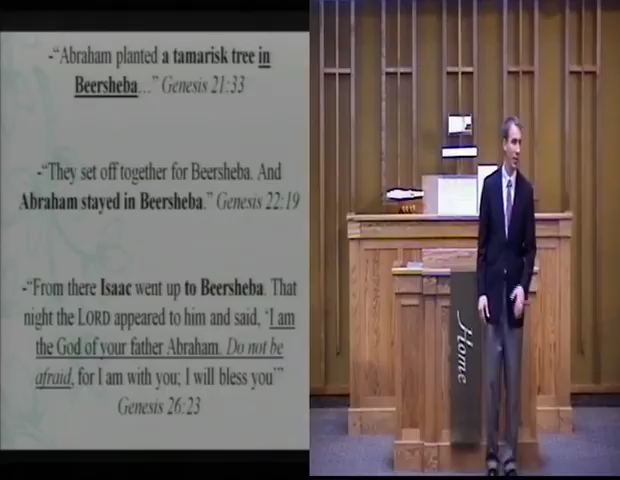 -“Abraham planted a tamarisk tree in
Beersheba…” Genesis 21:33
-“They set off together for Beersheba. And
Abraham stayed in Beersheba.” Genesis 22:19
-“From there Isaac went up to Beersheba. That
night the LORD appeared to him and said, ‘I am
the God of your father Abraham. Do not be
afraid, for I am with you; I will bless you’”
Genesis 26:23
Home